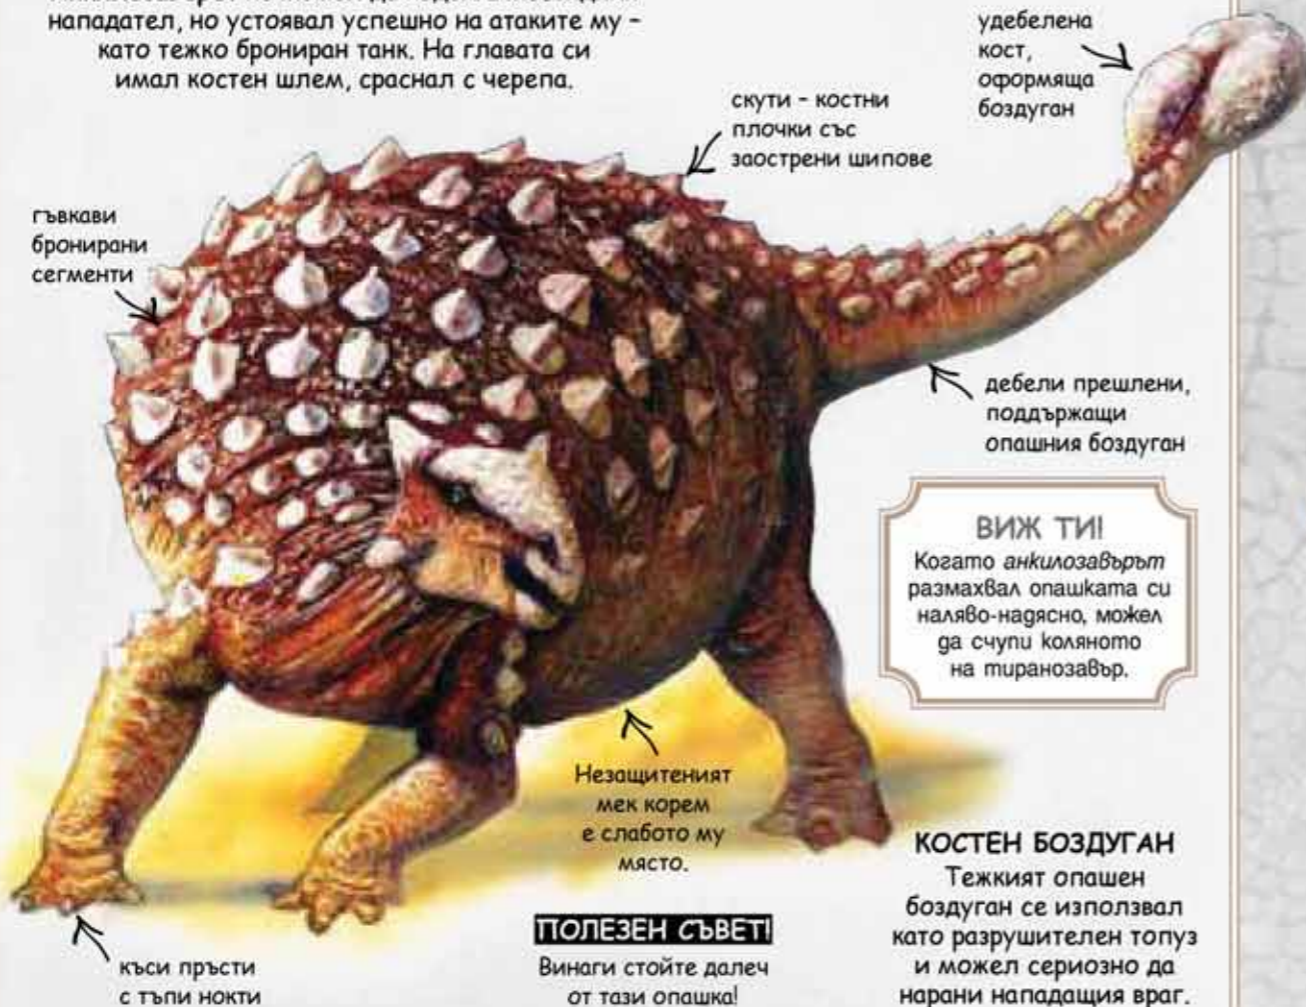 нападател, но устоявал успешно на атаките му –
като тежко брониран танк. На главата си
имал костен шлем, сраснал с черепа.
удебелена
кост,
оформяща
боздуган
скути – костни
плочки със
заострени шипове
гъвкави
бронирани
сегменти
дебели прешлени,
поддържащи
опашния боздуган
ВИЖ ТИ!
Когато анкилозавърът
размахвал опашката си
наляво-надясно, можел
да счупи коляното
на тиранозавър.
Незащитеният
мек корем
е слабото му
място.
КОСТЕН БОЗДУГАН
Тежкият опашен
боздуган се използвал
като разрушителен топуз
и можел сериозно да
нарани нападащия враг.
ПОЛЕЗЕН СЪВЕТ!
Винаги стойте далеч
от тази опашка!
къси пръсти
с тъпи нокти